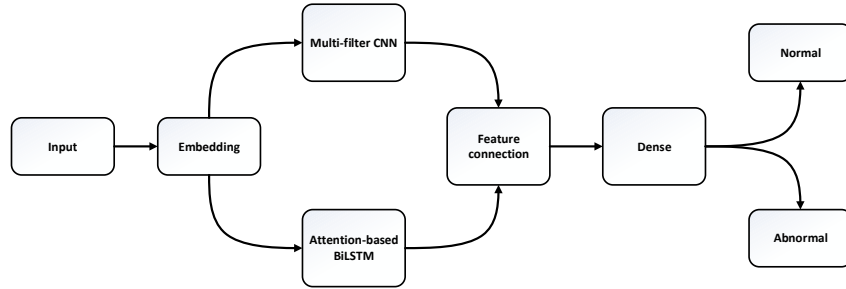 Input
Embedding
Multi-filter CNN
Attention-based
BiLSTM
Feature
connection
Dense
Normal
Abnormal